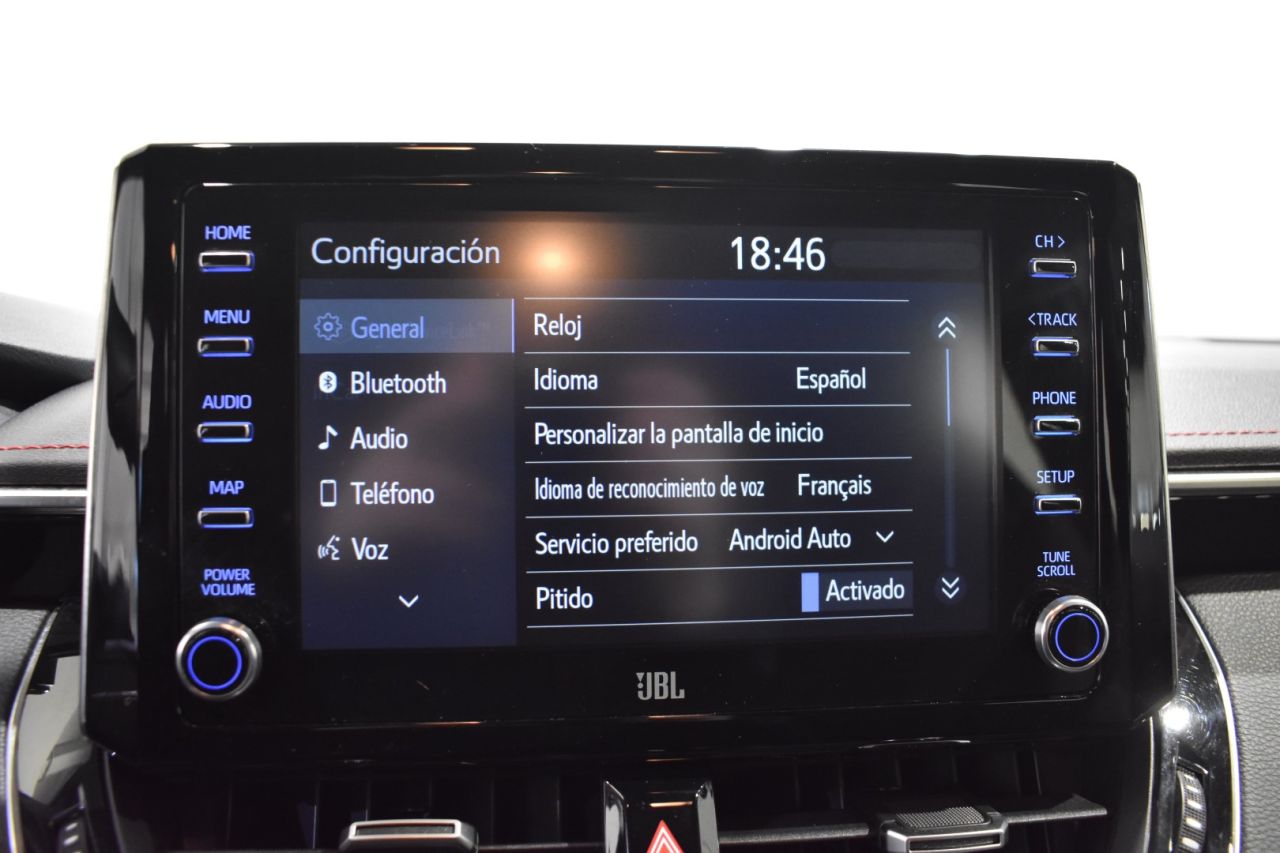 HOME
MENU
AUDIO
MAP
POWER
VOLUME
Configuración 18:46
General
Bluetooth
Audio
Teléfono
Voz
Reloj
Idioma Español
Personalizar la pantalla de inicio
Idioma de reconocimiento de voz Français
Servicio preferido Android Auto
Pitido Activado
CH >
<TRACK
PHONE
SETUP
TUNE
SCROLL
JBL